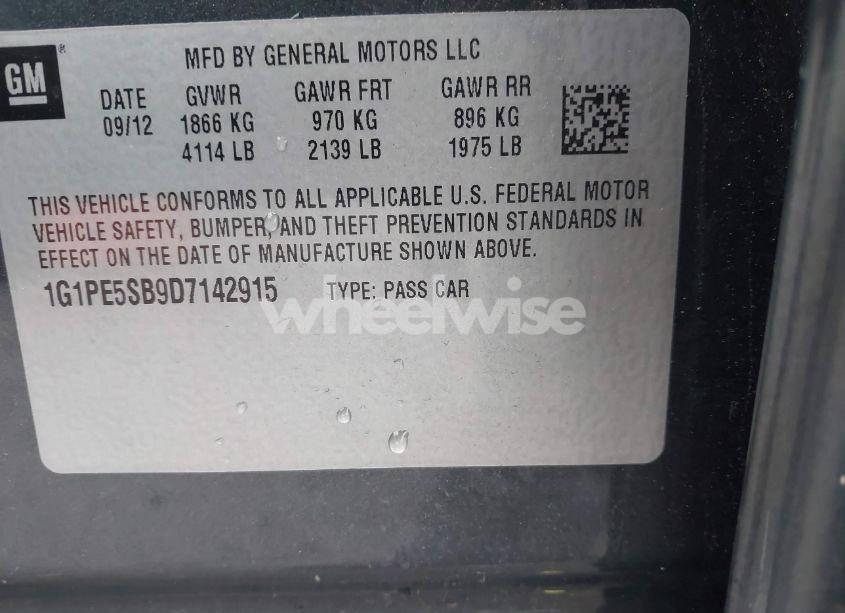 GM ®
MFD BY GENERAL MOTORS LLC
DATE GVWR GAWR FRT GAWR RR
09/12 1866 KG 970 KG 896 KG
4114 LB 2139 LB 1975 LB
THIS VEHICLE CONFORMS TO ALL APPLICABLE U.S. FEDERAL MOTOR
VEHICLE SAFETY, BUMPER, AND THEFT PREVENTION STANDARDS IN
EFFECT ON THE DATE OF MANUFACTURE SHOWN ABOVE.
1G1PE5SB9D7142915 TYPE: PASS CAR
wheelwise